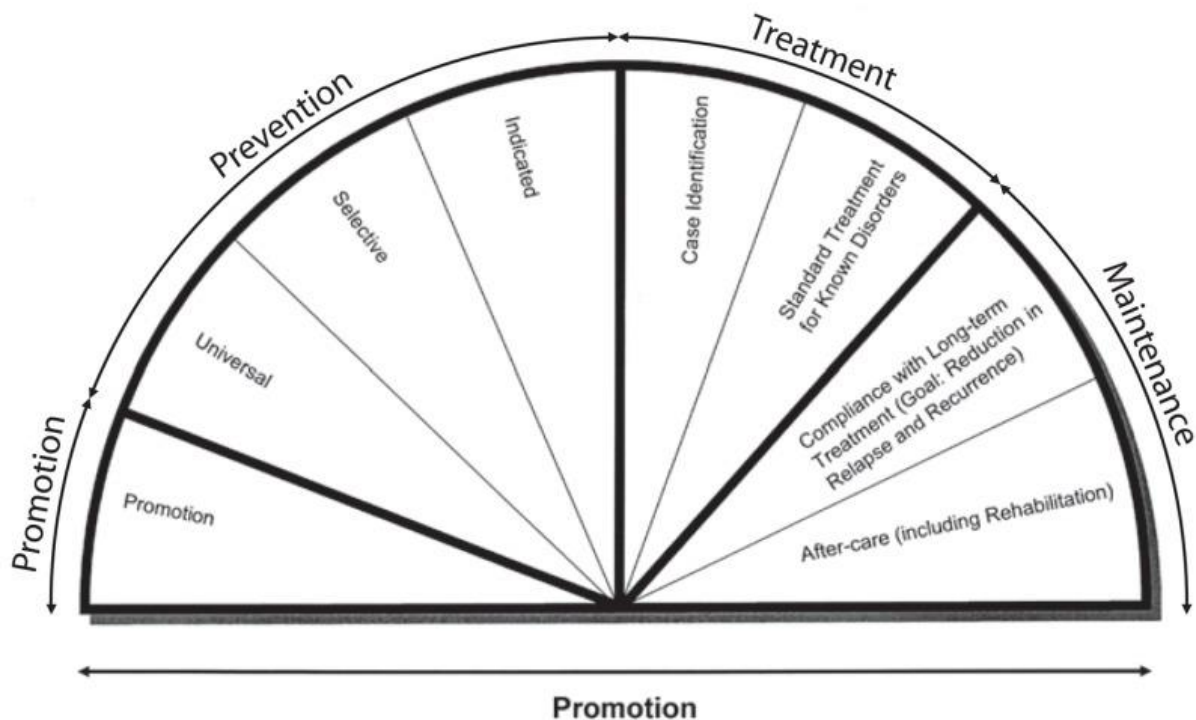 Promotion
Prevention
Treatment
Maintenance
Promotion
Universal
Selective
Indicated
Case Identification
Standard Treatment
for Known Disorders
Compliance with Long-term
Treatment (Goal: Reduction in
Relapse and Recurrence)
After-care (including Rehabilitation)
Promotion